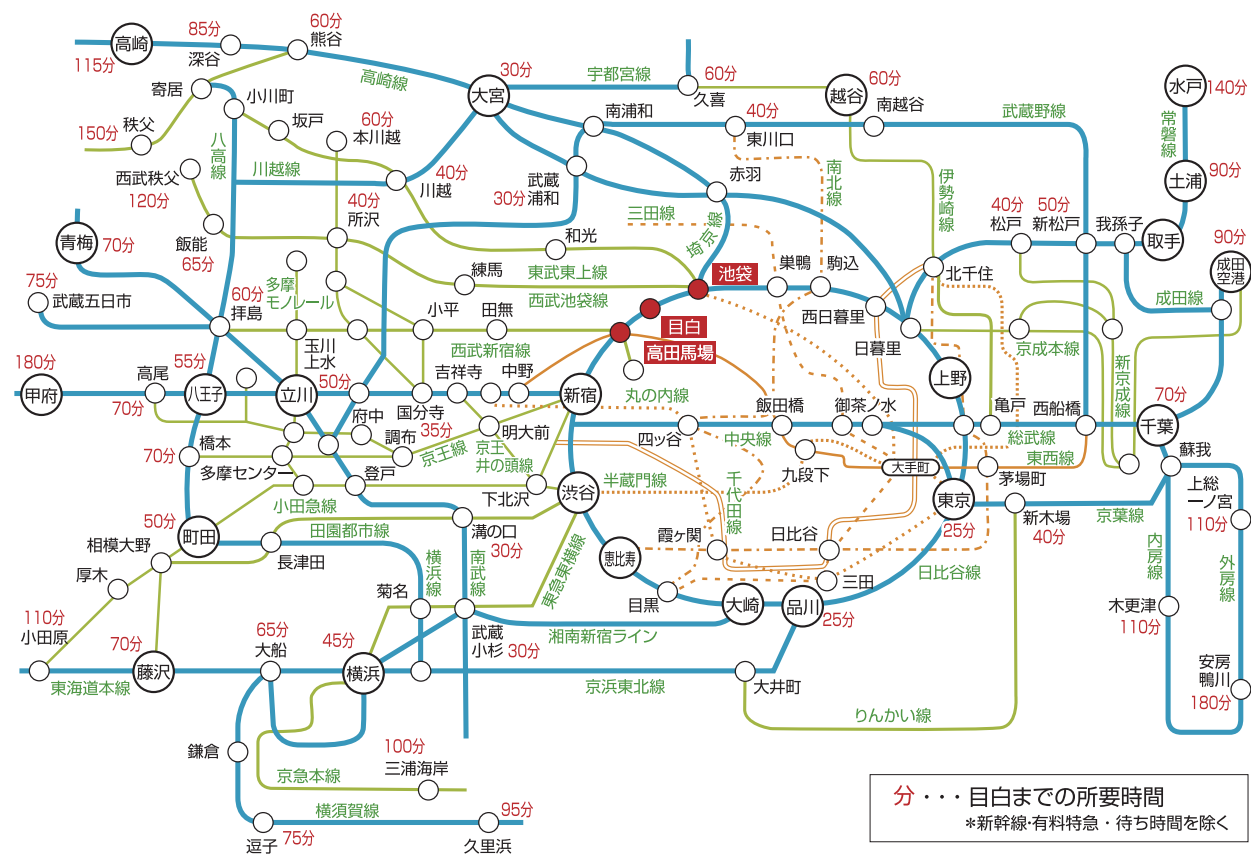 高崎
115分
85分
深谷
60分
熊谷
高崎線
30分
大宮
宇都宮線
60分
久喜
60分
越谷
南越谷
武蔵野線
水戸
140分
常磐線
寄居
小川町
坂戸
60分
本川越
150分
秩父
八高線
川越線
40分
川越
南浦和
40分
東川口
90分
土浦
西武秩父
120分
40分
所沢
30分
武蔵
浦和
赤羽
南北線
伊勢崎線
40分
松戸
50分
新松戸
我孫子
取手
90分
成田
空港
三田線
埼京線
青梅
70分
飯能
65分
和光
東武東上線
練馬
西武池袋線
池袋
巣鴨
駒込
北千住
成田線
75分
武蔵五日市
60分
拝島
多摩
モノレール
小平
田無
目白
高田馬場
西日暮里
日暮里
京成本線
新京成線
玉川
上水
西武新宿線
180分
甲府
高尾
70分
55分
八王子
立川
50分
吉祥寺
中野
新宿
丸の内線
飯田橋
御茶ノ水
上野
亀戸
西船橋
70分
千葉
橋本
70分
府中
国分寺
35分
調布
京王線
明大前
京王
井の頭線
四ッ谷
中央線
総武線
東西線
蘇我
多摩センター
登戸
下北沢
渋谷
半蔵門線
千代田線
九段下
大手町
茅場町
上総
一ノ宮
110分
小田急線
50分
町田
田園都市線
溝の口
30分
東京
25分
新木場
40分
京葉線
相模大野
長津田
横浜線
南武線
東急東横線
恵比寿
霞ヶ関
日比谷
日比谷線
内房線
外房線
厚木
菊名
目黒
大崎
品川
25分
三田
木更津
110分
110分
小田原
70分
藤沢
65分
大船
45分
横浜
武蔵
小杉
30分
湘南新宿ライン
安房
鴨川
180分
東海道本線
京浜東北線
大井町
りんかい線
鎌倉
京急本線
100分
三浦海岸
横須賀線
逗子
75分
95分
久里浜
分・・・目白までの所要時間
*新幹線・有料特急・待ち時間を除く